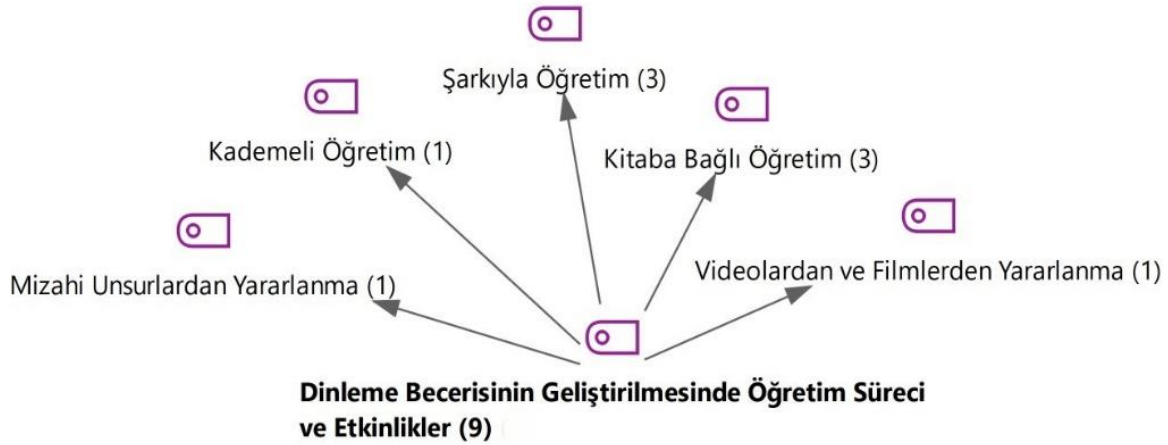 Şarkıyla Öğretim (3)
Kademeli Öğretim (1)
Kitaba Bağlı Öğretim (3)
Mizahi Unsurlardan Yararlanma (1)
Videolardan ve Filmlerden Yararlanma (1)
Dinleme Becerisinin Geliştirilmesinde Öğretim Süreci
ve Etkinlikler (9)